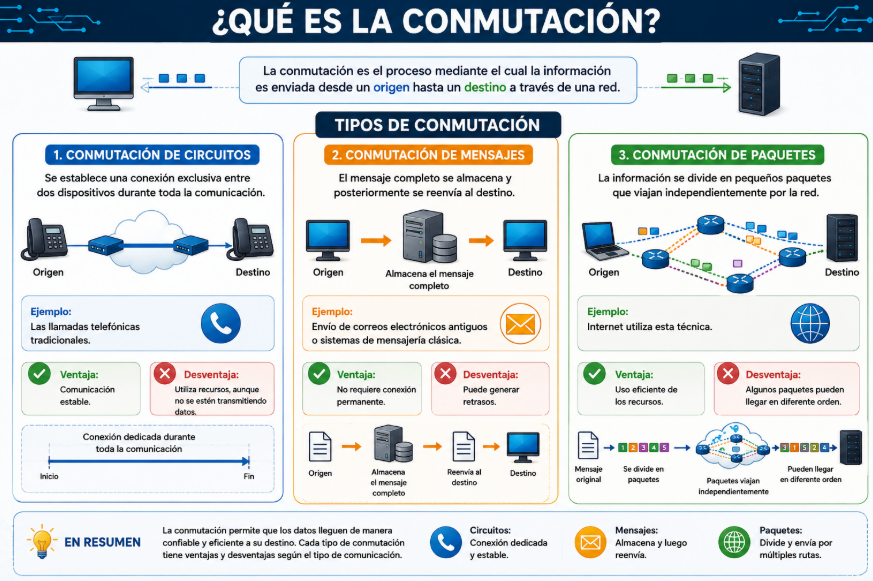 ¿QUÉ ES LA CONMUTACIÓN?
La conmutación es el proceso mediante el cual la información
es enviada desde un origen hasta un destino a través de una red.
TIPOS DE CONMUTACIÓN
1. CONMUTACIÓN DE CIRCUITOS
Se establece una conexión exclusiva entre
dos dispositivos durante toda la comunicación.
Origen
Destino
Ejemplo:
Las llamadas telefónicas
tradicionales.
Ventaja:
Comunicación
estable.
Desventaja:
Utiliza recursos, aunque
no se estén transmitiendo
datos.
Conexión dedicada durante
toda la comunicación
Inicio
Fin
2. CONMUTACIÓN DE MENSAJES
El mensaje completo se almacena y
posteriormente se reenvía al destino.
Origen
Almacena el mensaje
completo
Destino
Ejemplo:
Envío de correos electrónicos antiguos
o sistemas de mensajería clásica.
Ventaja:
No requiere conexión
permanente.
Desventaja:
Puede generar
retrasos.
Origen
Almacena
el mensaje
completo
Reenvía al
destino
Destino
3. CONMUTACIÓN DE PAQUETES
La información se divide en pequeños paquetes
que viajan independientemente por la red.
Origen
Destino
Ejemplo:
Internet utiliza esta técnica.
Ventaja:
Uso eficiente de
los recursos.
Desventaja:
Algunos paquetes pueden
llegar en diferente orden.
1 2 3 4 5
3 1 5 2 4
Mensaje
original
Se divide en
paquetes
Paquetes viajan
independientemente
Pueden llegar
en diferente orden
EN RESUMEN
La conmutación permite que los datos lleguen de manera
confiable y eficiente a su destino. Cada tipo de conmutación
tiene ventajas y desventajas según el tipo de comunicación.
Circuitos:
Conexión dedicada
y estable.
Mensajes:
Almacena y luego
reenvía.
Paquetes:
Divide y envía por
múltiples rutas.